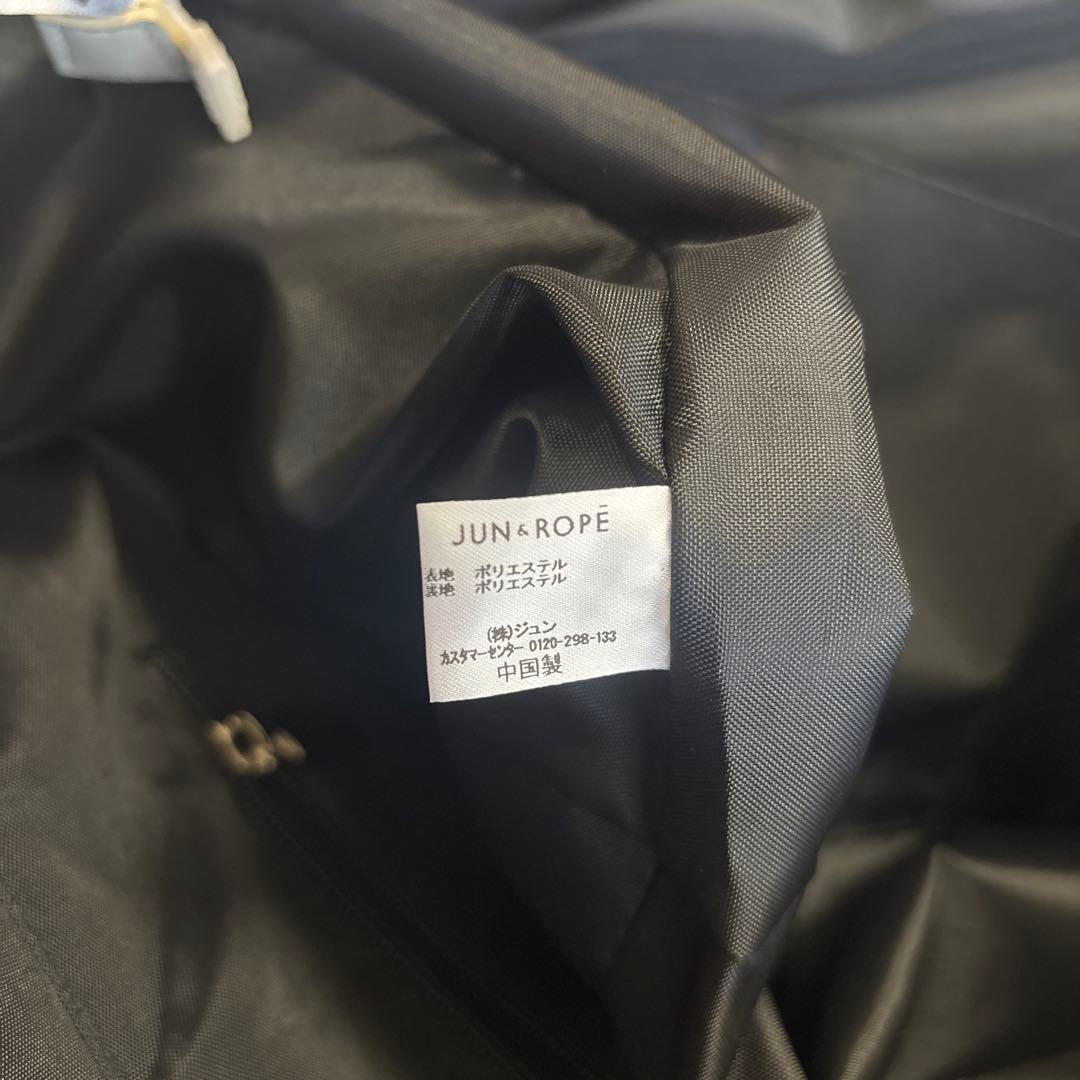 JUN & ROPĒ
表地 ポリエステル
裏地 ポリエステル
(株)ジュン
カスタマーセンター 0120-298-133
中国製